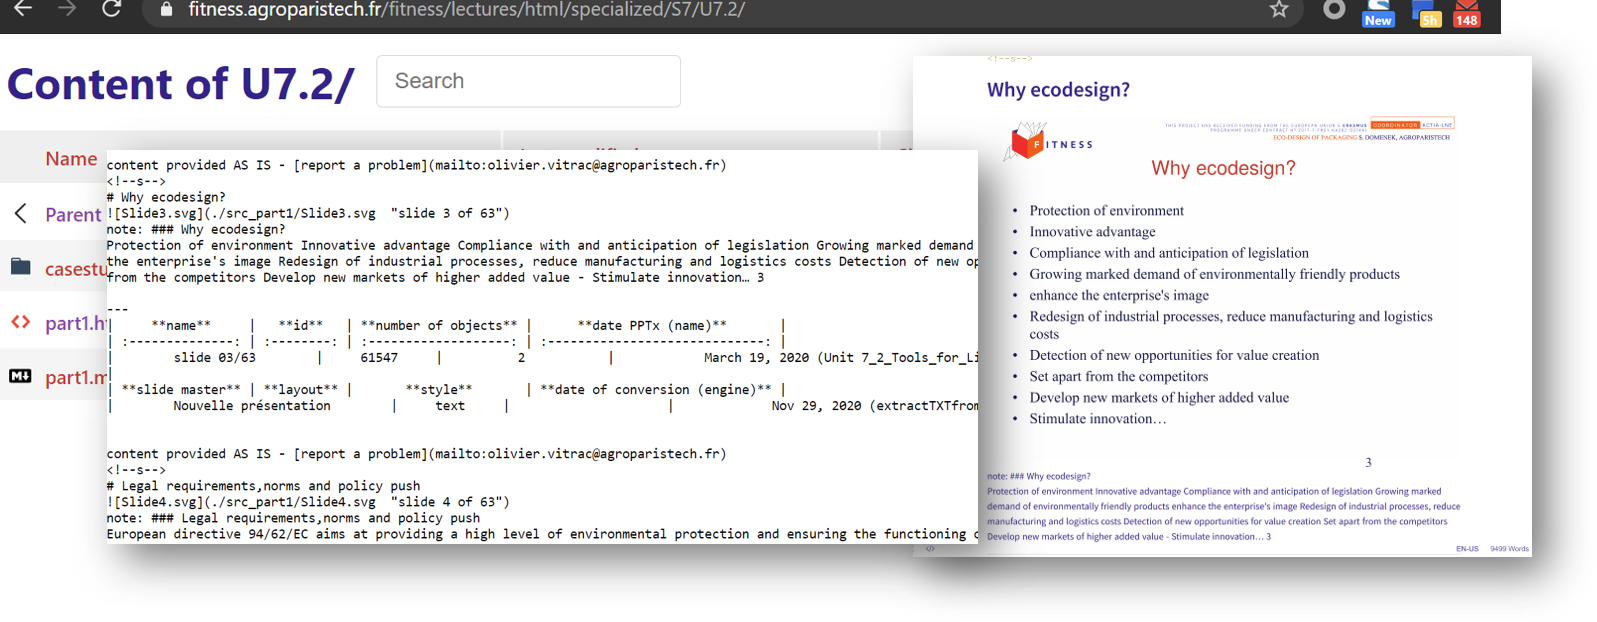 fitness.agroparistech.fr/fitness/lectures/html/specialized/S7/U7.2/
New
5h
148
Content of U7.2/
Search
Name
Parent
casestu
part1.h
part1.m
content provided AS IS - [report a problem](mailto:olivier.vitrac@agroparistech.fr)
<!--s-->
# Why ecodesign?
![Slide3.svg](./src_part1/Slide3.svg  "slide 3 of 63")
note: ### Why ecodesign?
Protection of environment Innovative advantage Compliance with and anticipation of legislation Growing marked demand
the enterprise's image Redesign of industrial processes, reduce manufacturing and logistics costs Detection of new op
from the competitors Develop new markets of higher added value - Stimulate innovation… 3
---
| **name** | **id** | **number of objects** | **date PPTx (name)** |
| :--------------: | :--------: | :-------------------: | :----------------------------: |
| slide 03/63 | 61547 | 2 | March 19, 2020 (Unit 7_2_Tools_for_Li
|
| **slide master** | **layout** | **style** | **date of conversion (engine)** |
| Nouvelle présentation | text | | Nov 29, 2020 (extractTXTfrom
content provided AS IS - [report a problem](mailto:olivier.vitrac@agroparistech.fr)
<!--s-->
# Legal requirements,norms and policy push
![Slide4.svg](./src_part1/Slide4.svg  "slide 4 of 63")
note: ### Legal requirements,norms and policy push
European directive 94/62/EC aims at providing a high level of environmental protection and ensuring the functioning
<!--s-->
Why ecodesign?
THIS PROJECT HAS RECEIVED FUNDING FROM THE EUROPEAN UNION'S ERASMUS
COORDINATOR ACTIA-LNE
ECO-DESIGN OF PACKAGING S. DOMENEK, AGROPARISTECH
FITNESS
Why ecodesign?
• Protection of environment
• Innovative advantage
• Compliance with and anticipation of legislation
• Growing marked demand of environmentally friendly products
• enhance the enterprise's image
• Redesign of industrial processes, reduce manufacturing and logistics
costs
• Detection of new opportunities for value creation
• Set apart from the competitors
• Develop new markets of higher added value
• Stimulate innovation…
3
note: ### Why ecodesign?
Protection of environment Innovative advantage Compliance with and anticipation of legislation Growing marked
demand of environmentally friendly products enhance the enterprise's image Redesign of industrial processes, reduce
manufacturing and logistics costs Detection of new opportunities for value creation Set apart from the competitors
Develop new markets of higher added value - Stimulate innovation… 3
EN-US 9499 Words